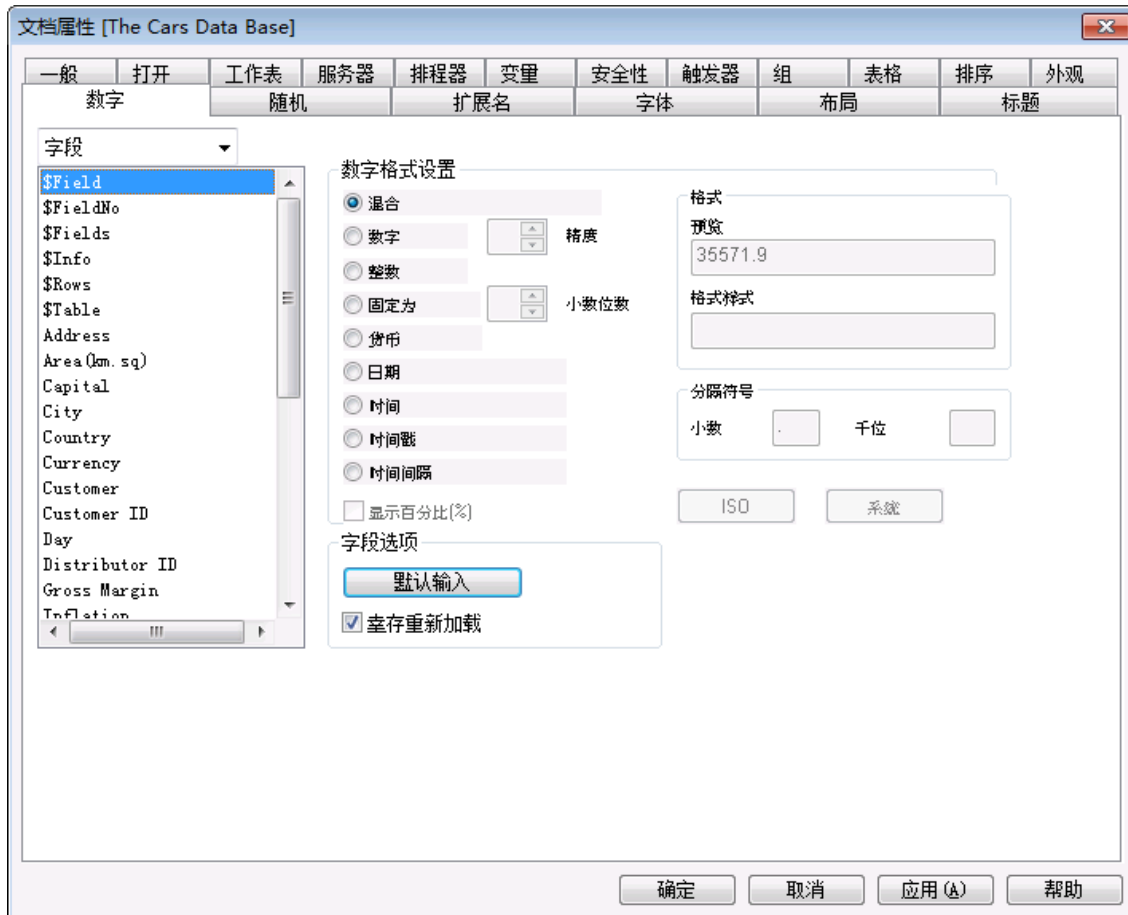 文档属性 [The Cars Data Base]
一般 打开 工作表 服务器 排程器 变量 安全性 触发器 组 表格 排序 外观
数字 随机 扩展名 字体 布局 标题
字段
$Field
$FieldNo
$Fields
$Info
$Rows
$Table
Address
Area(km.sq)
Capital
City
Country
Currency
Customer
Customer ID
Day
Distributor ID
Gross Margin
Inflation
数字格式设置
混合
数字 精度
整数
固定为 小数位数
货币
日期
时间
时间戳
时间间隔
显示百分比(%)
格式
预览
35571.9
格式样式
分隔符号
小数 . 千位
ISO 系统
字段选项
默认输入
幸存重新加载
确定 取消 应用(A) 帮助